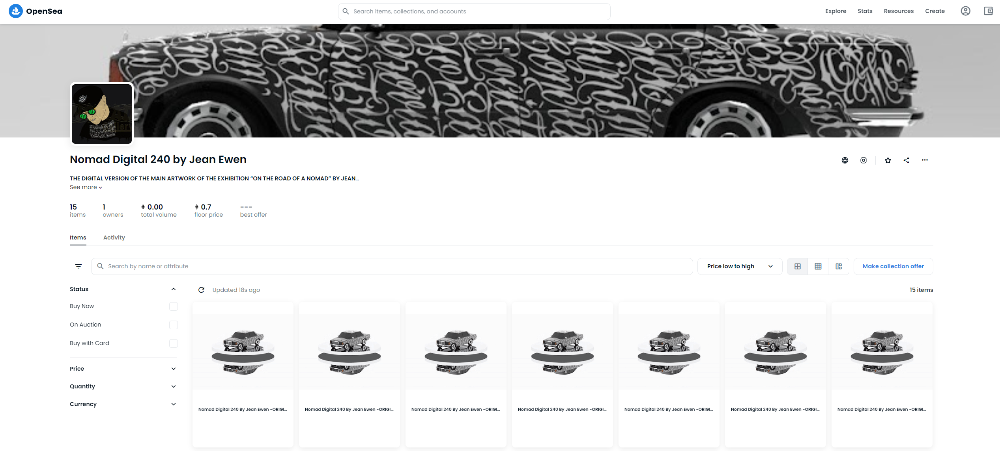 OpenSea
Search items, collections, and accounts
Explore
Stats
Resources
Create
Nomad Digital 240 by Jean Ewen
THE DIGITAL VERSION OF THE MAIN ARTWORK OF THE EXHIBITION “ON THE ROAD OF A NOMAD” BY JEAN...
See more
15
items
1
owners
0.00
total volume
0.7
floor price
---
best offer
Items
Activity
Search by name or attribute
Price low to high
Make collection offer
Status
Buy Now
On Auction
Buy with Card
Price
Quantity
Currency
Updated 18s ago
15 items
Nomad Digital 240 By Jean Ewen -ORIGI...
Nomad Digital 240 By Jean Ewen -ORIGI...
Nomad Digital 240 By Jean Ewen -ORIGI...
Nomad Digital 240 By Jean Ewen -ORIGI...
Nomad Digital 240 By Jean Ewen -ORIGI...
Nomad Digital 240 By Jean Ewen -ORIGI...
Nomad Digital 240 By Jean Ewen -ORIGI...